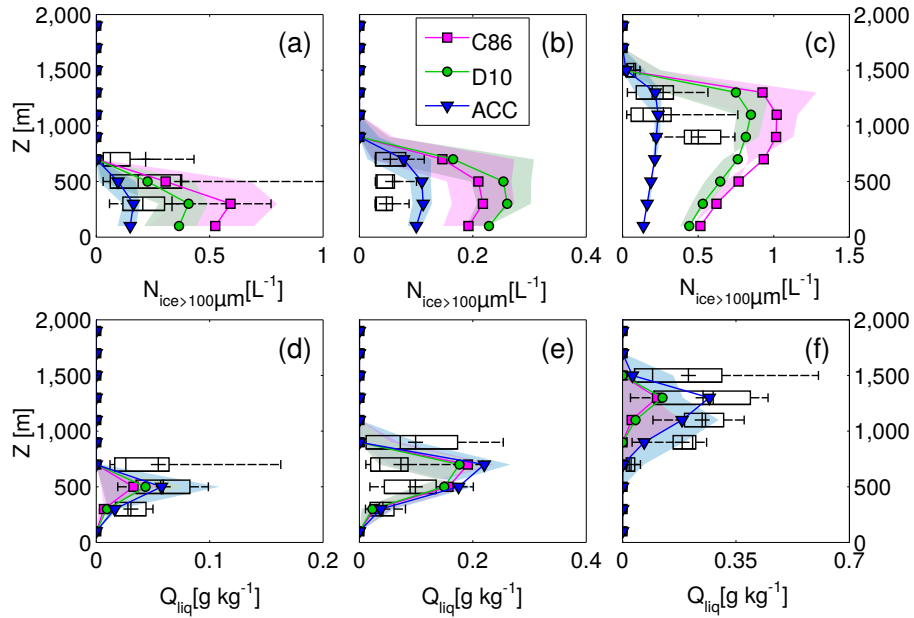 2,000
1,500
1,000
500
0
Z [m]
(a)
0 0.5 1
N_ice>100μm[L⁻¹]
(b)
C86
D10
ACC
0 0.2 0.4
N_ice>100μm[L⁻¹]
(c)
2,000
1,500
1,000
500
0
0 0.5 1 1.5
N_ice>100μm[L⁻¹]
2,000
1,500
1,000
500
0
Z [m]
(d)
0 0.1 0.2
Q_liq[g kg⁻¹]
(e)
0 0.2 0.4
Q_liq[g kg⁻¹]
(f)
2,000
1,500
1,000
500
0
0 0.35 0.7
Q_liq[g kg⁻¹]